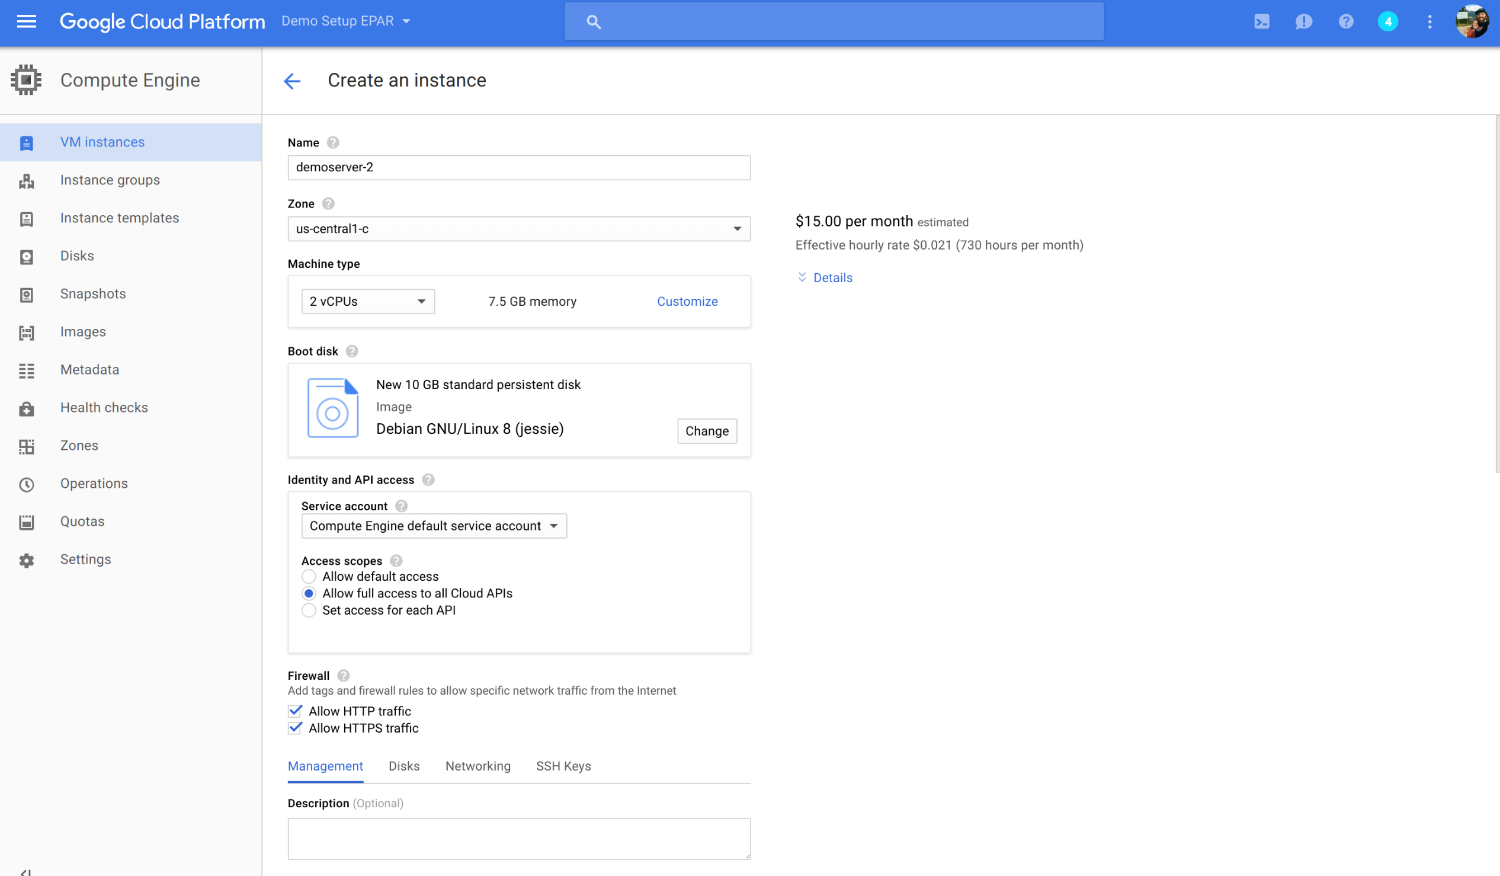 Google Cloud Platform
Demo Setup EPAR
4
Compute Engine
Create an instance
VM instances
Instance groups
Instance templates
Disks
Snapshots
Images
Metadata
Health checks
Zones
Operations
Quotas
Settings
Name
demoserver-2
Zone
us-central1-c
Machine type
2 vCPUs
7.5 GB memory
Customize
Boot disk
New 10 GB standard persistent disk
Image
Debian GNU/Linux 8 (jessie)
Change
Identity and API access
Service account
Compute Engine default service account
Access scopes
Allow default access
Allow full access to all Cloud APIs
Set access for each API
Firewall
Add tags and firewall rules to allow specific network traffic from the Internet
Allow HTTP traffic
Allow HTTPS traffic
Management
Disks
Networking
SSH Keys
Description (Optional)
$15.00 per month estimated
Effective hourly rate $0.021 (730 hours per month)
Details